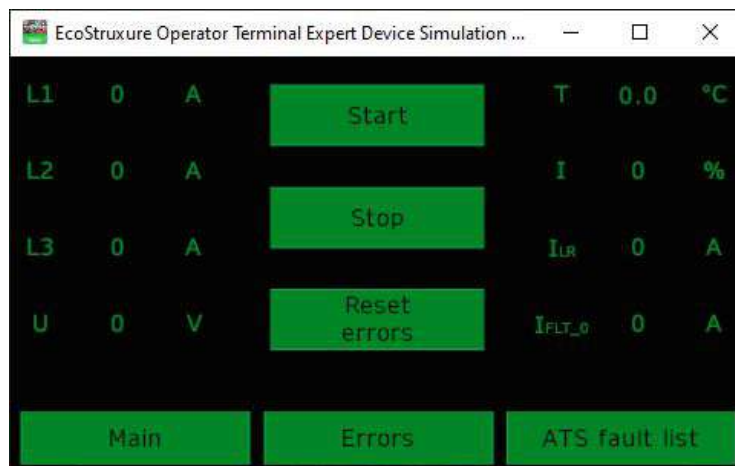 EcoStruxure Operator Terminal Expert Device Simulation ...
L1 0 A Start T 0.0 °C
L2 0 A Stop I 0 %
L3 0 A ILR 0 A
U 0 V Reset errors IFLT_0 0 A
Main Errors ATS fault list